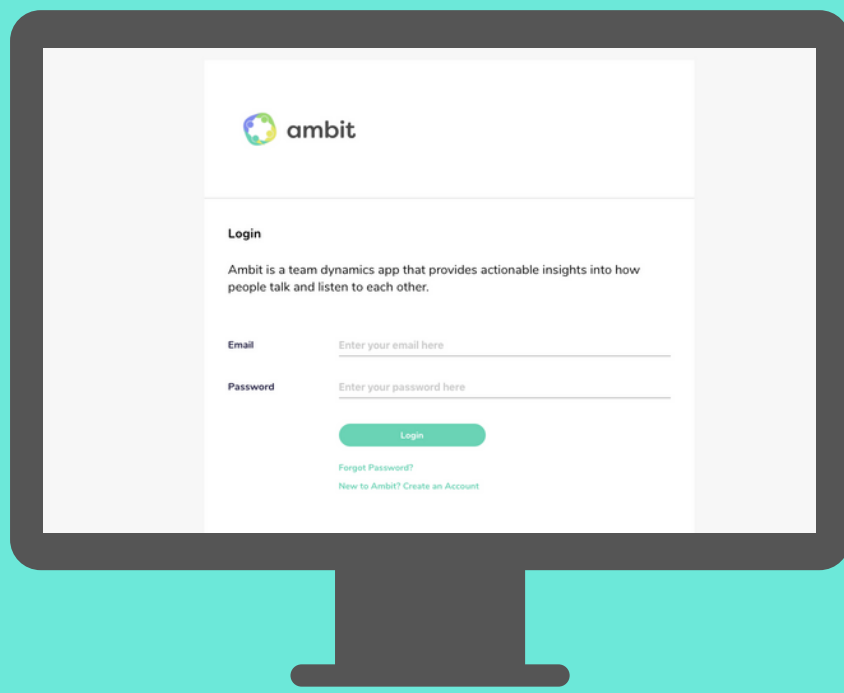 ambit
Login
Ambit is a team dynamics app that provides actionable insights into how
people talk and listen to each other.
Email Enter your email here
Password Enter your password here
Login
Forgot Password?
New to Ambit? Create an Account